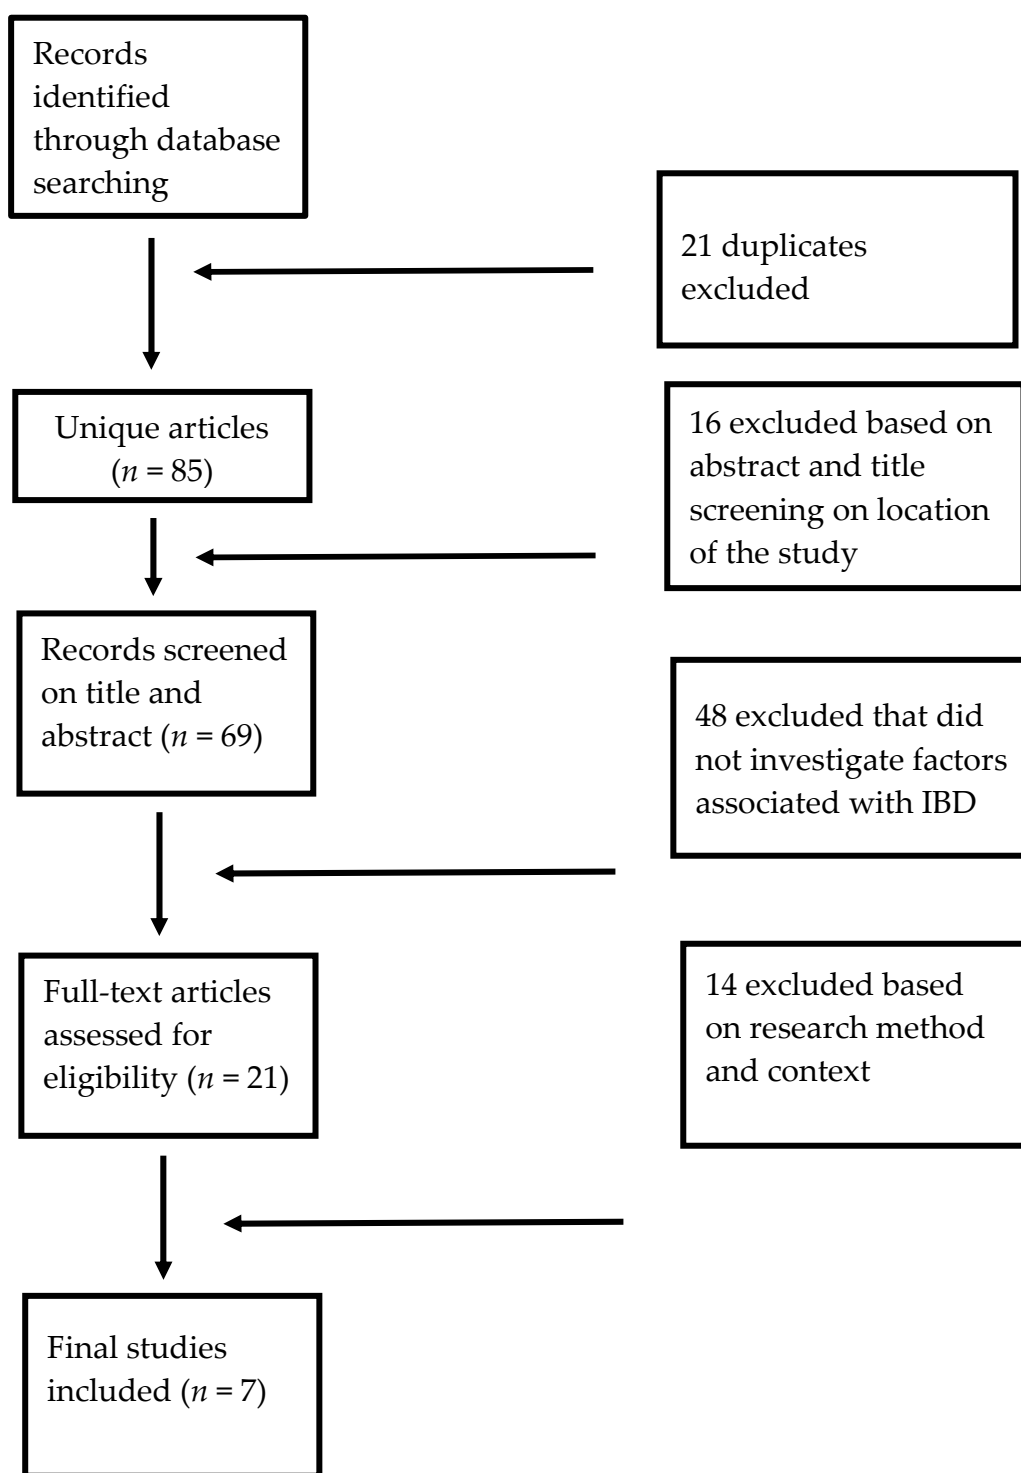 Records
identified
through database
searching
21 duplicates
excluded
Unique articles
(n = 85)
16 excluded based on
abstract and title
screening on location
of the study
Records screened
on title and
abstract (n = 69)
48 excluded that did
not investigate factors
associated with IBD
Full-text articles
assessed for
eligibility (n = 21)
14 excluded based
on research method
and context
Final studies
included (n = 7)